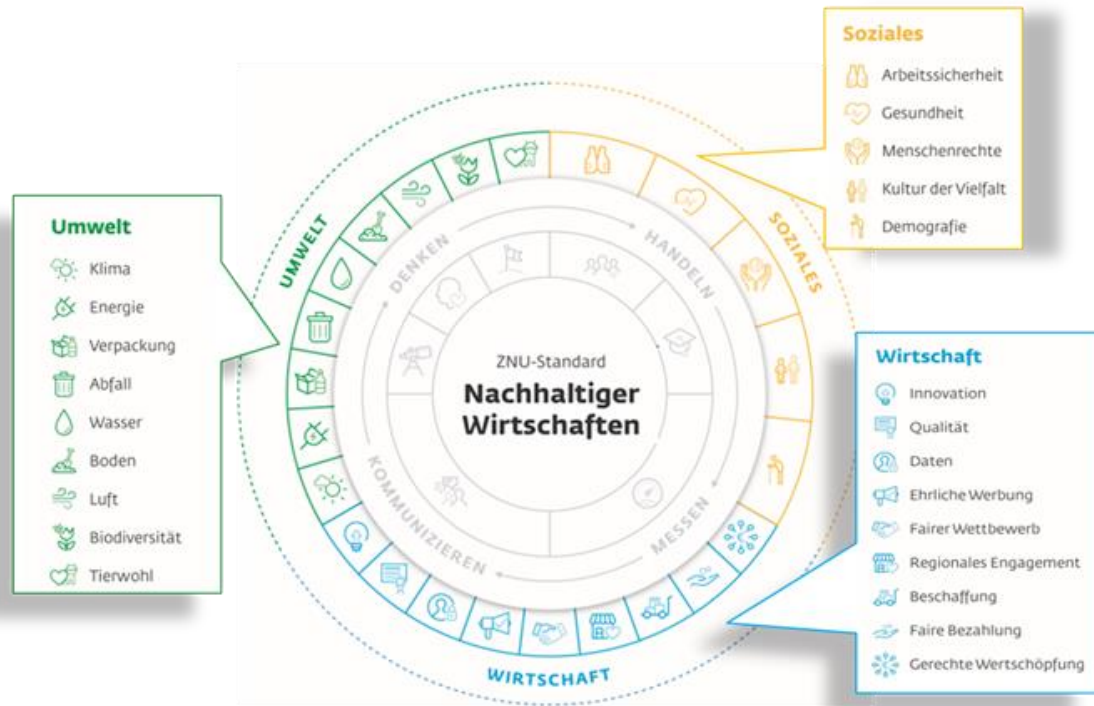 Soziales
Arbeitssicherheit
Gesundheit
Menschenrechte
Kultur der Vielfalt
Demografie
Umwelt
Klima
Energie
Verpackung
Abfall
Wasser
Boden
Luft
Biodiversität
Tierwohl
UMWELT
SOZIALES
WIRTSCHAFT
DENKEN
HANDELN
MESSEN
KOMMUNIZIEREN
ZNU-Standard
Nachhaltiger
Wirtschaften
Wirtschaft
Innovation
Qualität
Daten
Ehrliche Werbung
Fairer Wettbewerb
Regionales Engagement
Beschaffung
Faire Bezahlung
Gerechte Wertschöpfung